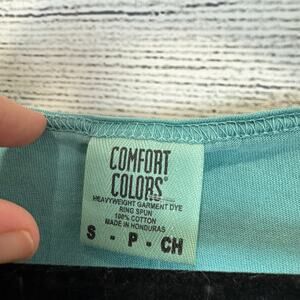 COMFORT
COLORS®
HEAVYWEIGHT GARMENT DYE
RING SPUN
100% COTTON
MADE IN HONDURAS
S - P - CH